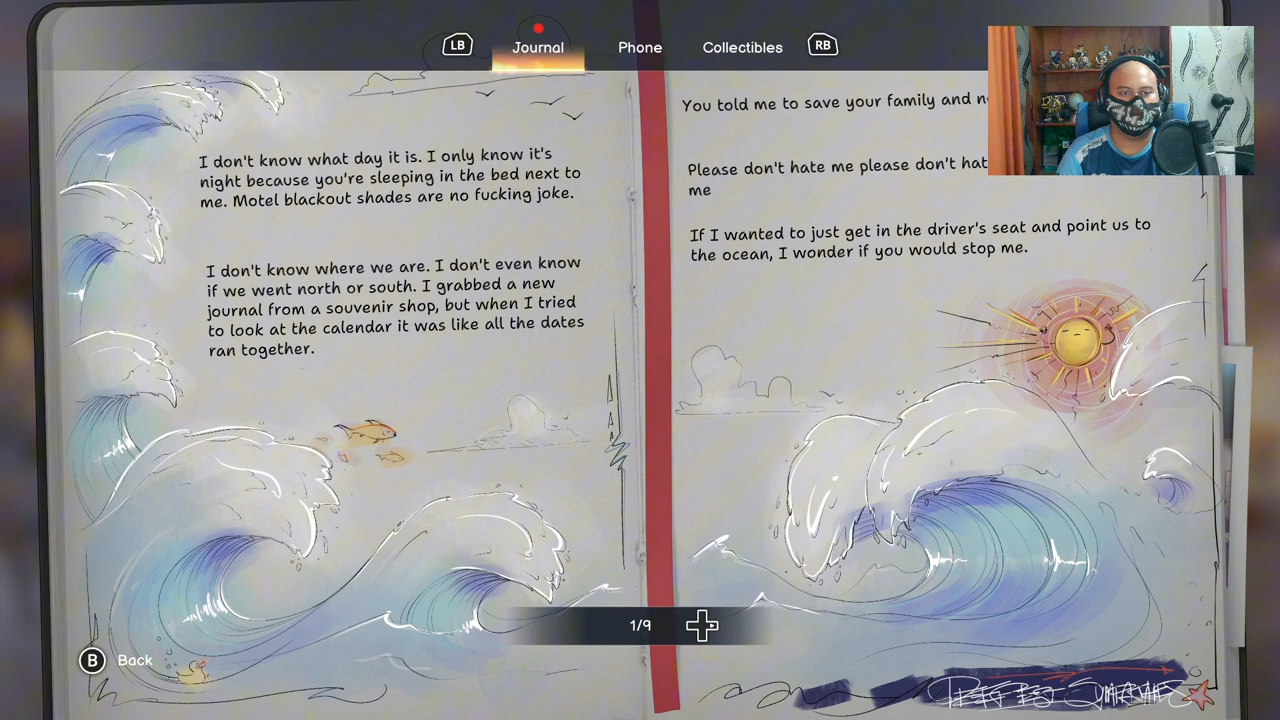 LB
Journal
Phone
Collectibles
RB
I don't know what day it is. I only know it's
night because you're sleeping in the bed next to
me. Motel blackout shades are no fucking joke.
I don't know where we are. I don't even know
if we went north or south. I grabbed a new
journal from a souvenir shop, but when I tried
to look at the calendar it was like all the dates
ran together.
You told me to save your family and
Please don't hate me please don't
me
If I wanted to just get in the driver's seat and point us to
the ocean, I wonder if you would stop me.
1/9
B Back